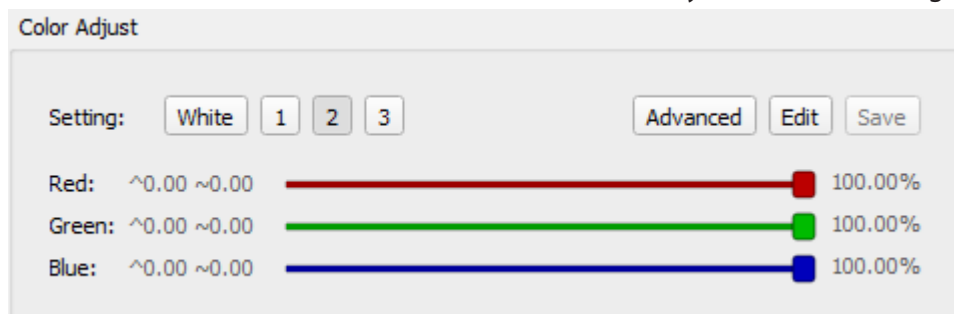 Color Adjust
Setting: White 1 2 3 Advanced Edit Save
Red: ^0.00 ~0.00 100.00%
Green: ^0.00 ~0.00 100.00%
Blue: ^0.00 ~0.00 100.00%